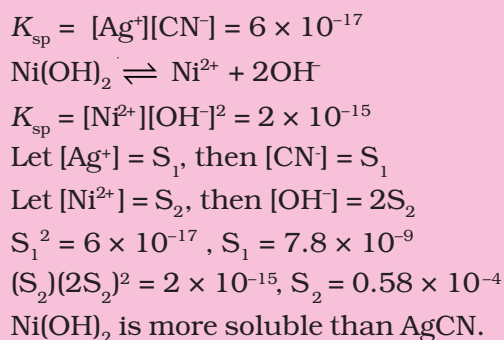 K_sp = [Ag⁺][CN⁻] = 6 × 10⁻¹⁷
Ni(OH)₂ ⇌ Ni²⁺ + 2OH⁻
K_sp = [Ni²⁺][OH⁻]² = 2 × 10⁻¹⁵
Let [Ag⁺] = S₁, then [CN⁻] = S₁
Let [Ni²⁺] = S₂, then [OH⁻] = 2S₂
S₁² = 6 × 10⁻¹⁷ , S₁ = 7.8 × 10⁻⁹
(S₂)(2S₂)² = 2 × 10⁻¹⁵, S₂ = 0.58 × 10⁻⁴
Ni(OH)₂ is more soluble than AgCN.